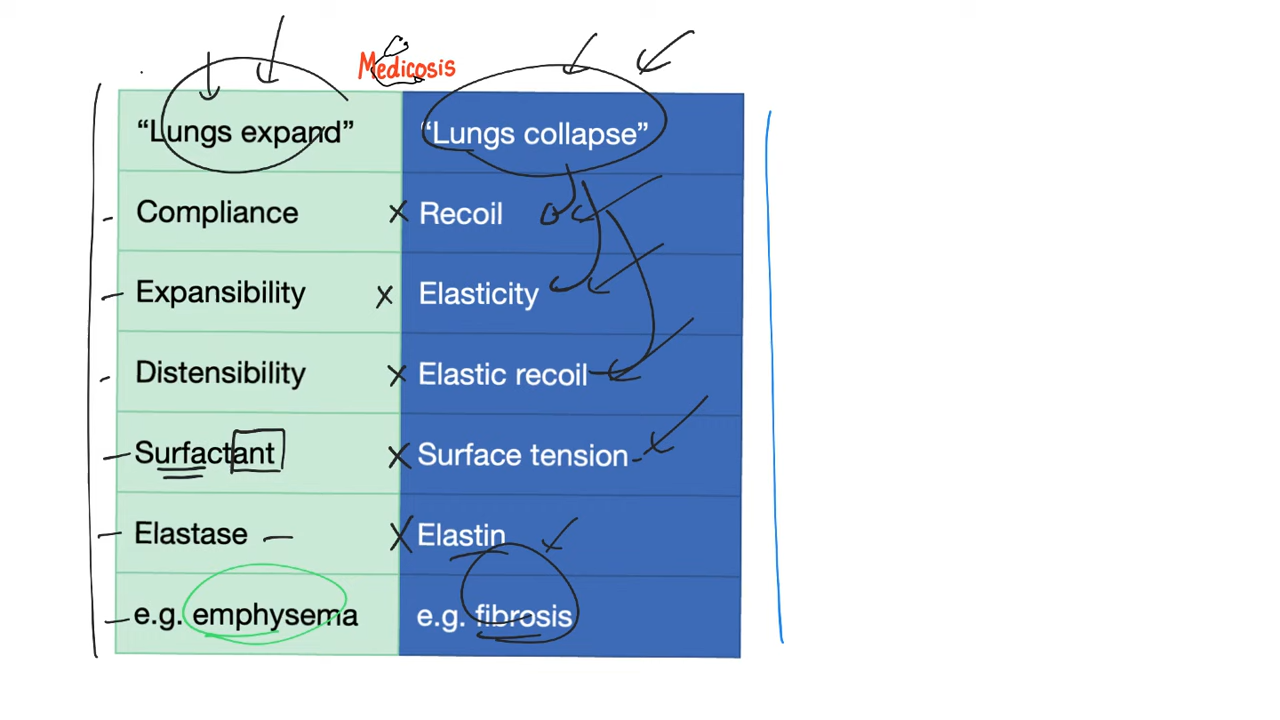 Medicosis
“Lungs expand” “Lungs collapse”
Compliance × Recoil
Expansibility × Elasticity
Distensibility × Elastic recoil
Surfactant × Surface tension
Elastase × Elastin
e.g. emphysema e.g. fibrosis